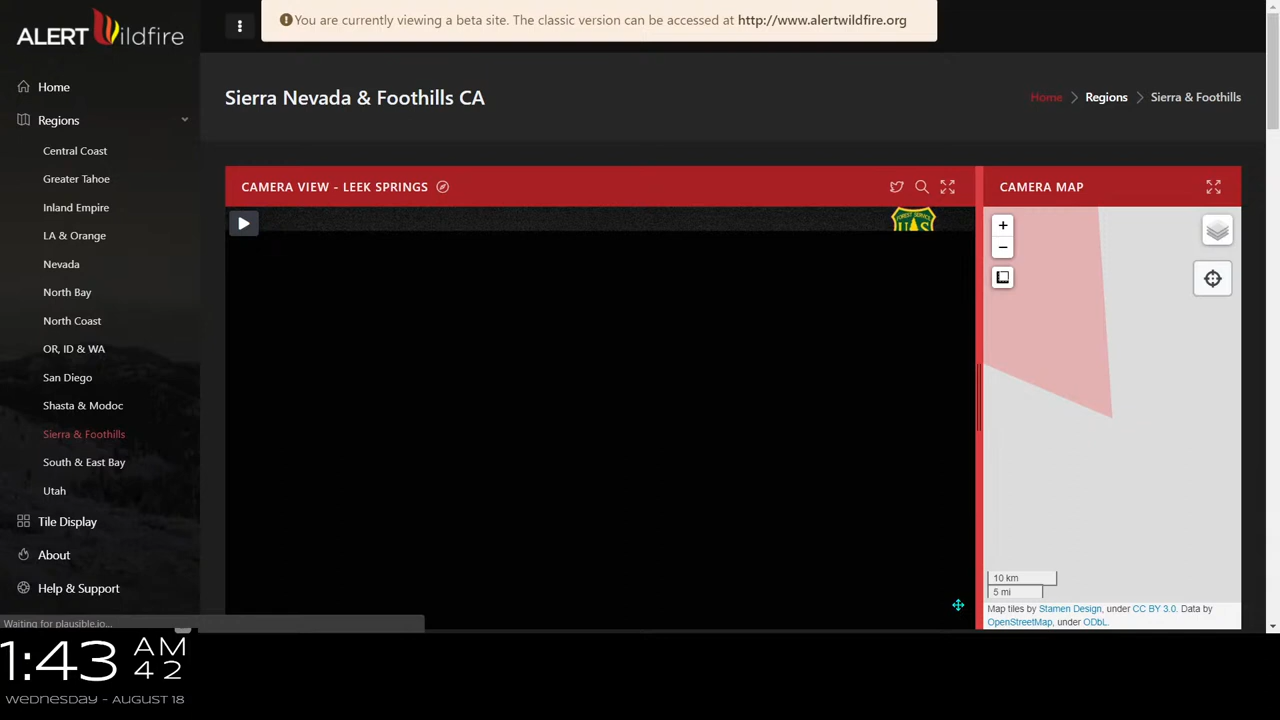 ALERT Wildfire
You are currently viewing a beta site. The classic version can be accessed at http://www.alertwildfire.org
Home
Regions
Central Coast
Greater Tahoe
Inland Empire
LA & Orange
Nevada
North Bay
North Coast
OR, ID & WA
San Diego
Shasta & Modoc
Sierra & Foothills
South & East Bay
Utah
Tile Display
About
Help & Support
Waiting for plausible.io...
Sierra Nevada & Foothills CA
Home > Regions > Sierra & Foothills
CAMERA VIEW - LEEK SPRINGS
FOREST SERVICE
U S
CAMERA MAP
+
−
10 km
5 mi
Map tiles by Stamen Design, under CC BY 3.0. Data by
OpenStreetMap, under ODbL.
1:43 AM
42
WEDNESDAY - AUGUST 18